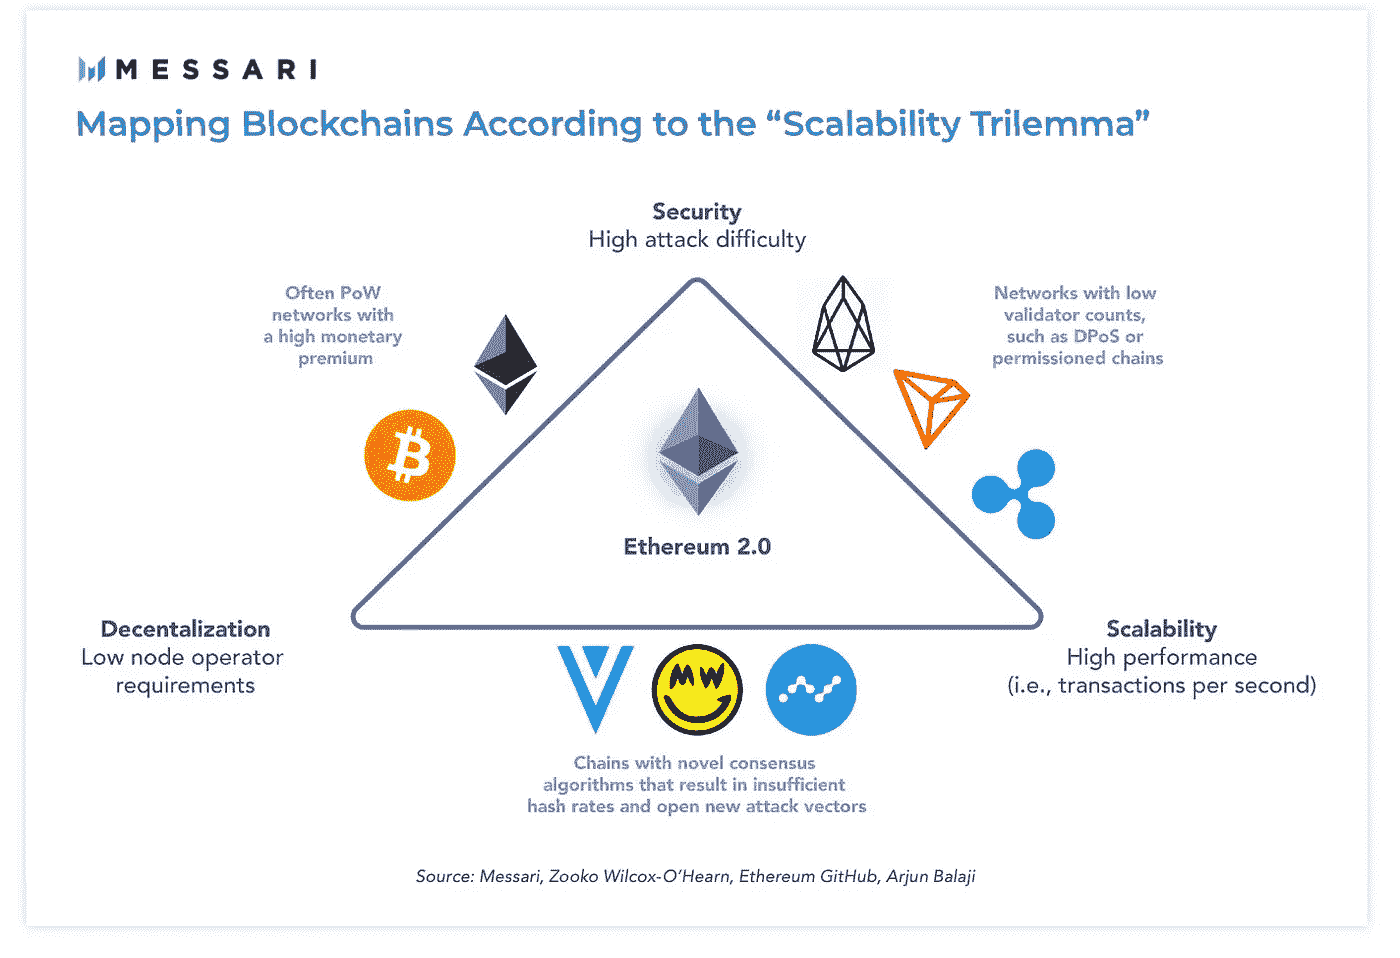 MESSARI
Mapping Blockchains According to the “Scalability Trilemma”
Security
High attack difficulty
Often PoW
networks with
a high monetary
premium
Networks with low
validator counts,
such as DPoS or
permissioned chains
Ethereum 2.0
Decentalization
Low node operator
requirements
Scalability
High performance
(i.e., transactions per second)
MW
Chains with novel consensus
algorithms that result in insufficient
hash rates and open new attack vectors
Source: Messari, Zooko Wilcox-O’Hearn, Ethereum GitHub, Arjun Balaji